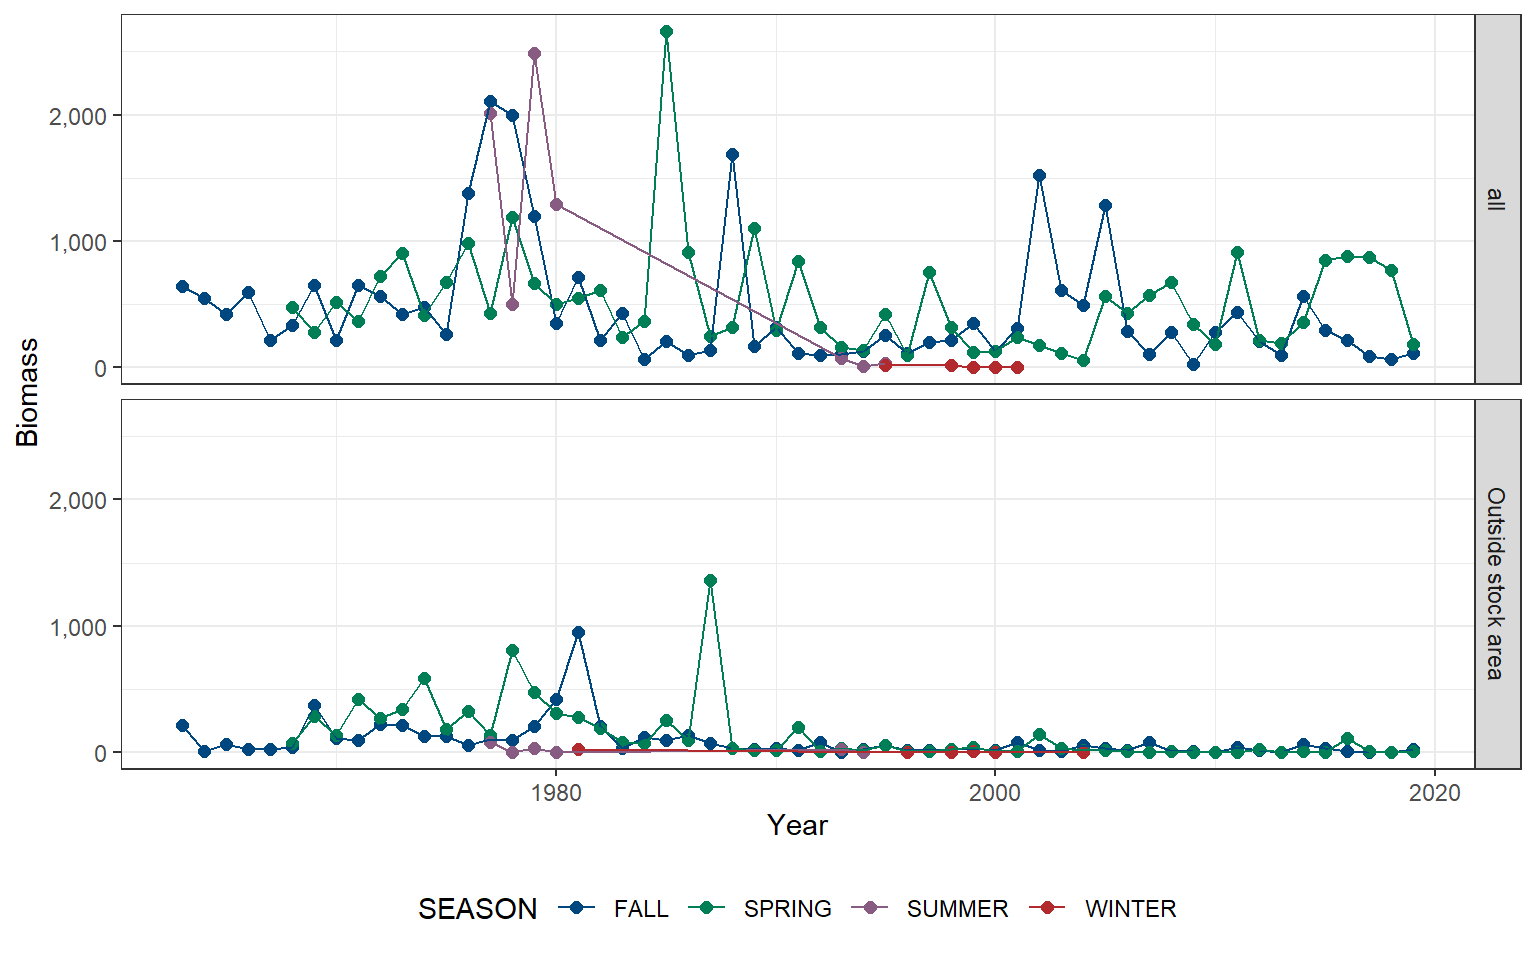 2,000
1,000
0
all
2,000
1,000
0
Outside stock area
Biomass
1980
2000
2020
Year
SEASON FALL SPRING SUMMER WINTER